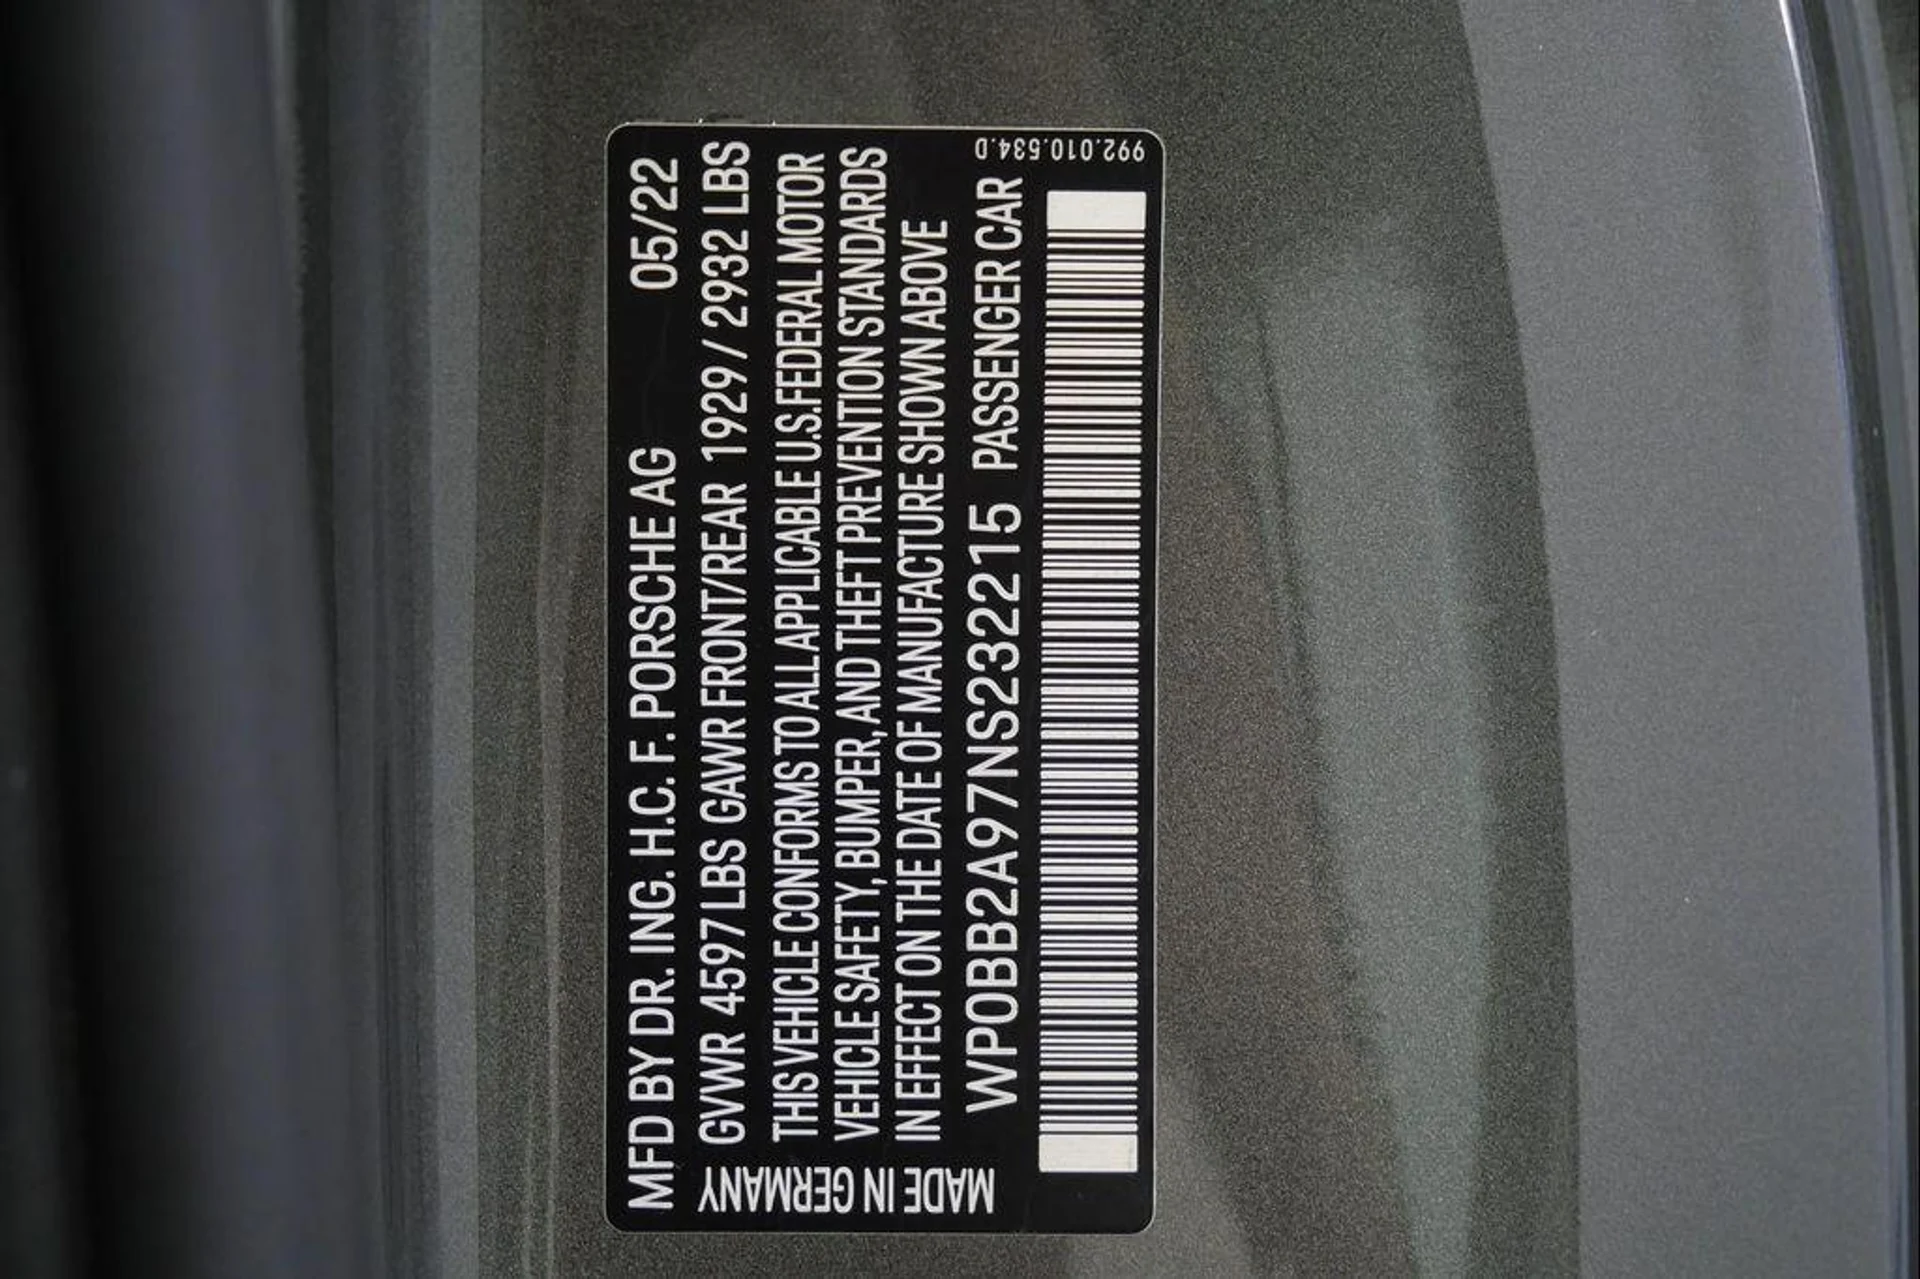 MFD BY DR. ING. H.C. F. PORSCHE AG 05/22
GVWR 4597 LBS GAWR FRONT/REAR 1929 / 2932 LBS
THIS VEHICLE CONFORMS TO ALL APPLICABLE U.S.FEDERAL MOTOR
VEHICLE SAFETY, BUMPER, AND THEFT PREVENTION STANDARDS
IN EFFECT ON THE DATE OF MANUFACTURE SHOWN ABOVE
WP0BB2A97NS232215 PASSENGER CAR
MADE IN GERMANY
992.010.534.D